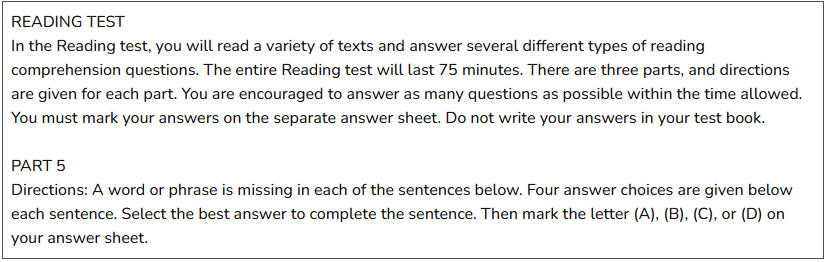 READING TEST
In the Reading test, you will read a variety of texts and answer several different types of reading
comprehension questions. The entire Reading test will last 75 minutes. There are three parts, and directions
are given for each part. You are encouraged to answer as many questions as possible within the time allowed.
You must mark your answers on the separate answer sheet. Do not write your answers in your test book.
PART 5
Directions: A word or phrase is missing in each of the sentences below. Four answer choices are given below
each sentence. Select the best answer to complete the sentence. Then mark the letter (A), (B), (C), or (D) on
your answer sheet.